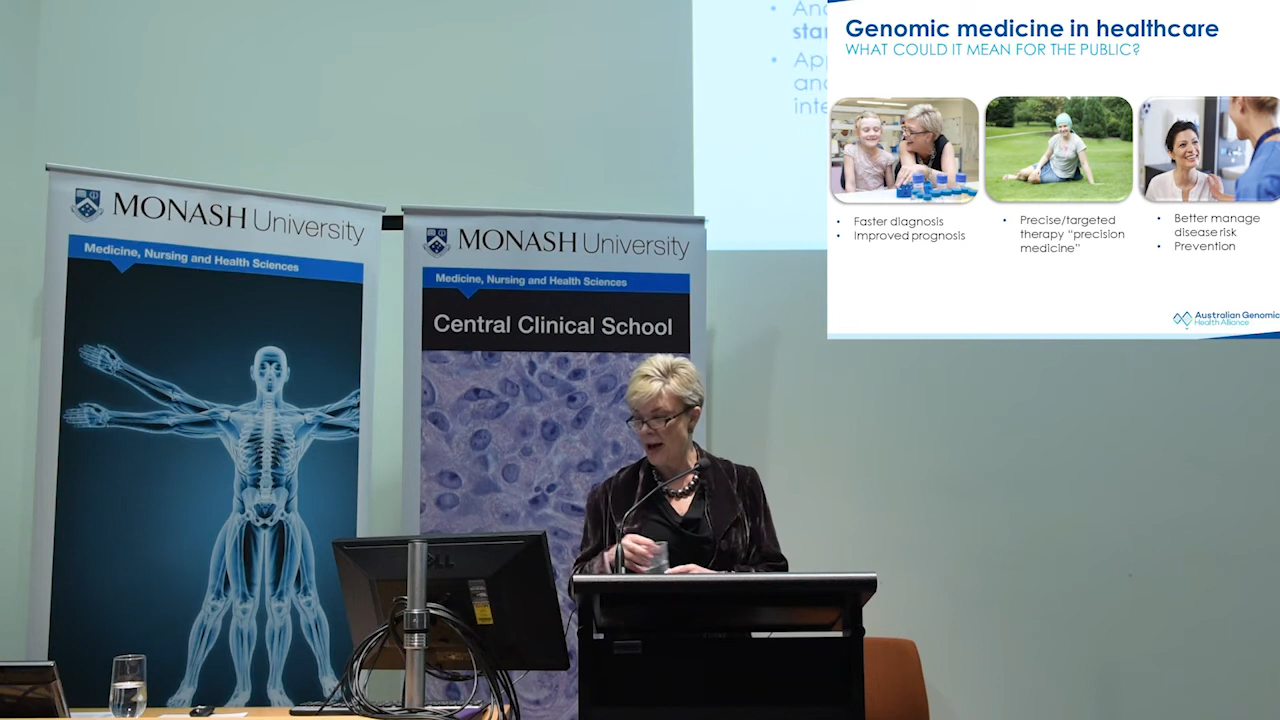 MONASH University
Medicine, Nursing and Health Sciences
MONASH University
Medicine, Nursing and Health Sciences
Central Clinical School
DELL
Genomic medicine in healthcare
WHAT COULD IT MEAN FOR THE PUBLIC?
• Faster diagnosis
• Improved prognosis
• Precise/targeted
therapy “precision
medicine”
• Better manage
disease risk
• Prevention
Australian Genomic
Health Alliance